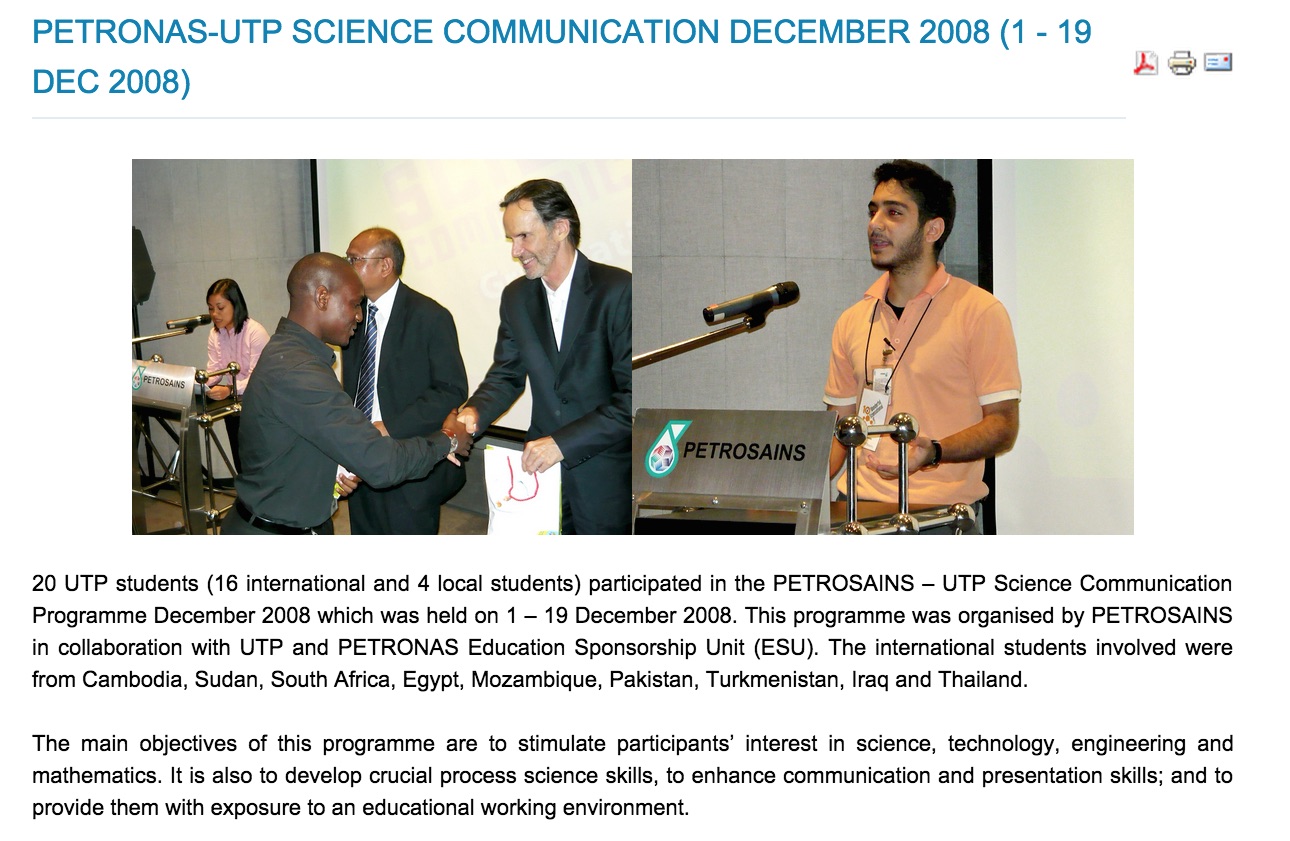 PETRONAS-UTP SCIENCE COMMUNICATION DECEMBER 2008 (1 - 19
DEC 2008)
PETROSAINS
PETROSAINS
20 UTP students (16 international and 4 local students) participated in the PETROSAINS – UTP Science Communication
Programme December 2008 which was held on 1 – 19 December 2008. This programme was organised by PETROSAINS
in collaboration with UTP and PETRONAS Education Sponsorship Unit (ESU). The international students involved were
from Cambodia, Sudan, South Africa, Egypt, Mozambique, Pakistan, Turkmenistan, Iraq and Thailand.
The main objectives of this programme are to stimulate participants’ interest in science, technology, engineering and
mathematics. It is also to develop crucial process science skills, to enhance communication and presentation skills; and to
provide them with exposure to an educational working environment.